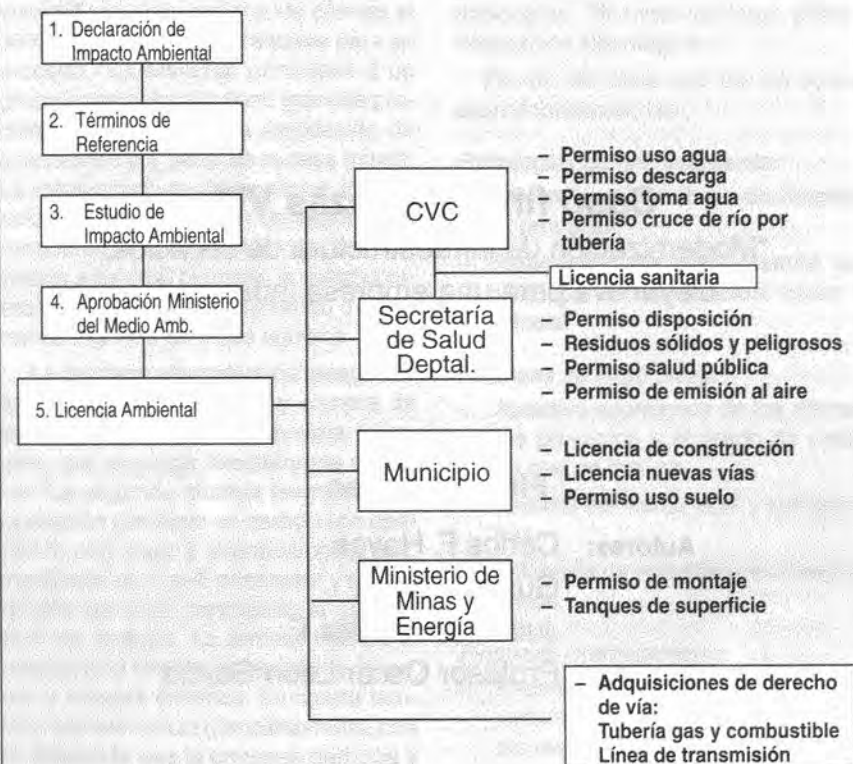 1. Declaración de
Impacto Ambiental
2. Términos de
Referencia
3. Estudio de
Impacto Ambiental
4. Aprobación Ministerio
del Medio Amb.
5. Licencia Ambiental
CVC
– Permiso uso agua
– Permiso descarga
– Permiso toma agua
– Permiso cruce de río por
tubería
Licencia sanitaria
Secretaría
de Salud
Deptal.
– Permiso disposición
– Residuos sólidos y peligrosos
– Permiso salud pública
– Permiso de emisión al aire
Municipio
– Licencia de construcción
– Licencia nuevas vías
– Permiso uso suelo
Ministerio de
Minas y
Energía
– Permiso de montaje
– Tanques de superficie
– Adquisiciones de derecho
de vía:
Tubería gas y combustible
Línea de transmisión